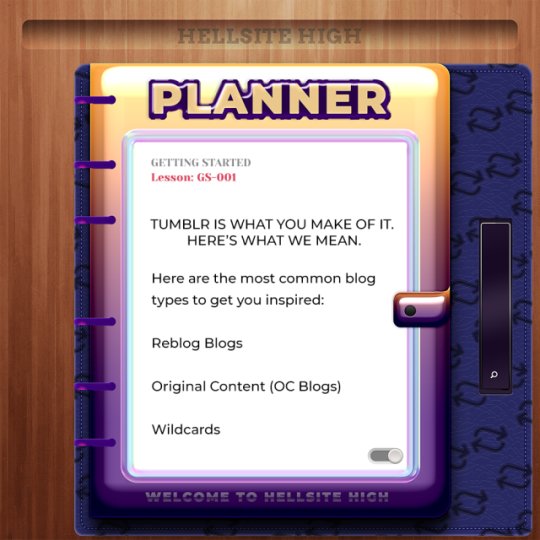 HELLSITE HIGH
PLANNER
GETTING STARTED
Lesson: GS-001
TUMBLR IS WHAT YOU MAKE OF IT.
HERE'S WHAT WE MEAN.
Here are the most common blog
types to get you inspired:
Reblog Blogs
Original Content (OC Blogs)
Wildcards
WELCOME TO HELLSITE HIGH